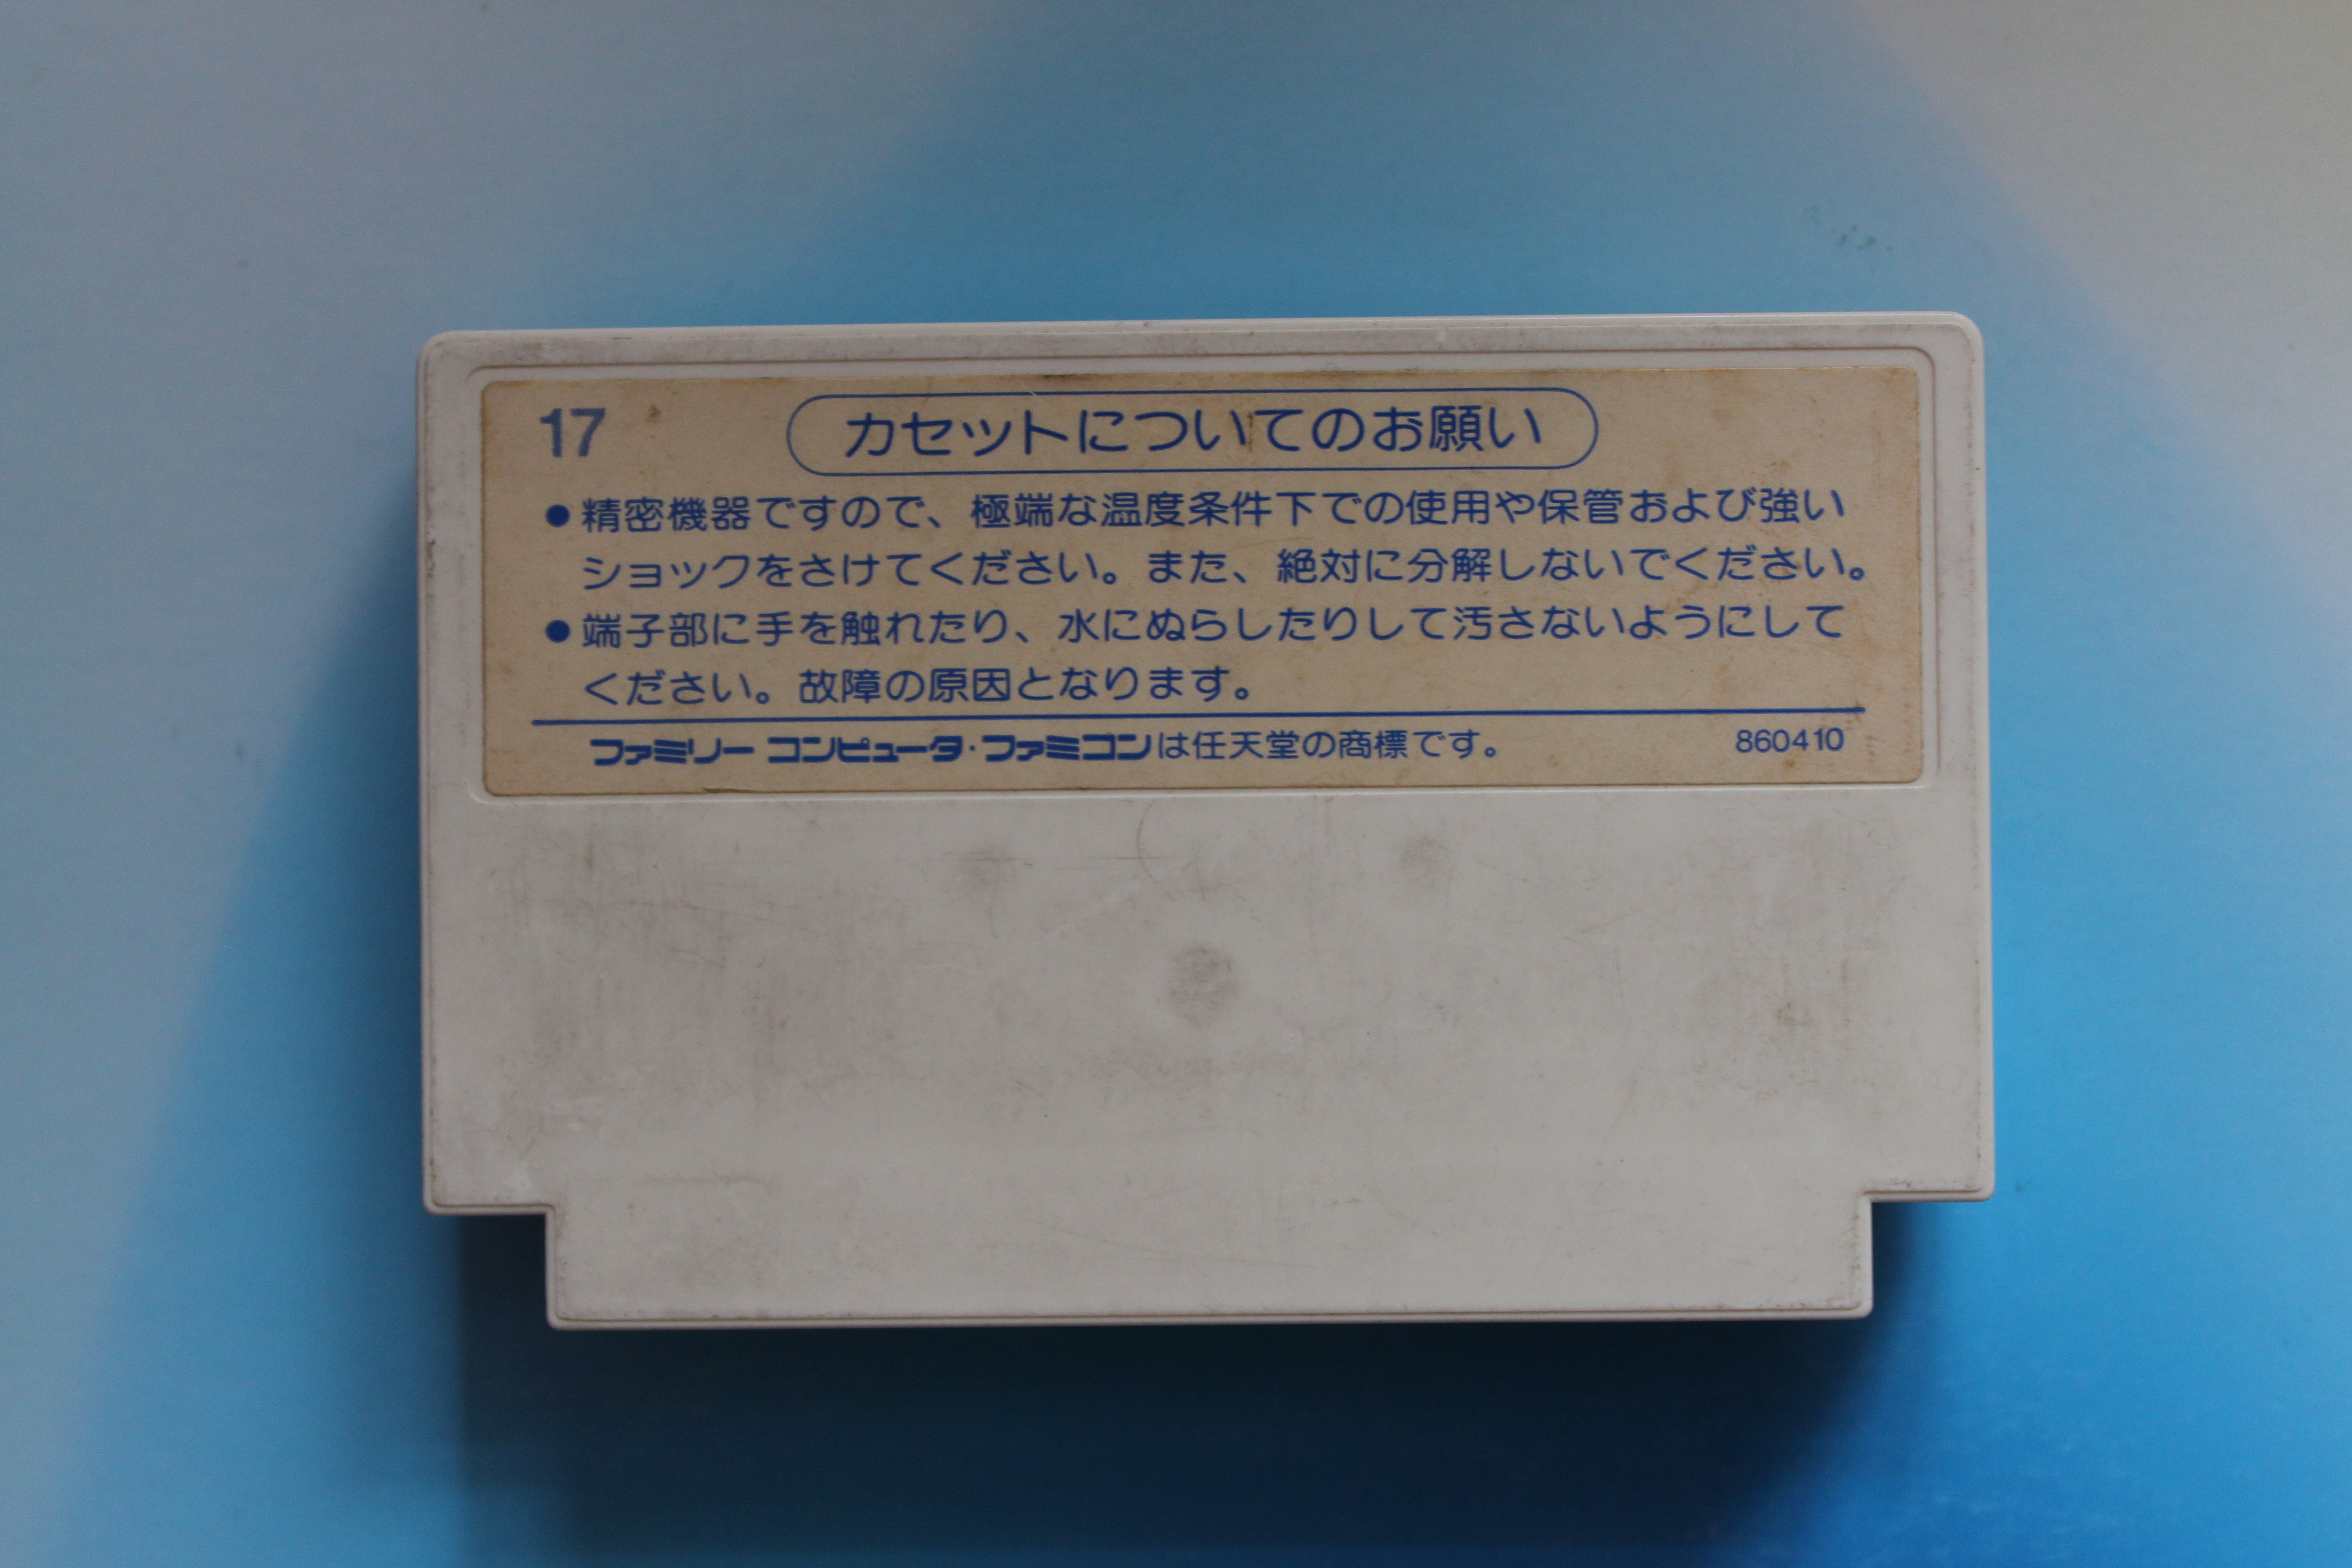 17
カセットについてのお願い
●精密機器ですので、極端な温度条件下での使用や保管および強い
ショックをさけてください。また、絶対に分解しないでください。
●端子部に手を触れたり、水にぬらしたりして汚さないようにして
ください。故障の原因となります。
ファミリー コンピュータ・ファミコンは任天堂の商標です。 860410